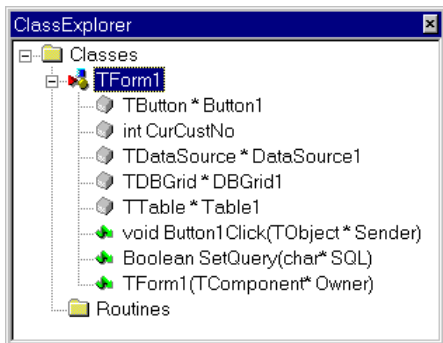 ClassExplorer
Classes
TForm1
TButton * Button1
int CurCustNo
TDataSource * DataSource1
TDBGrid * DBGrid1
TTable * Table1
void Button1Click(TObject * Sender)
Boolean SetQuery(char* SQL)
TForm1(TComponent* Owner)
Routines